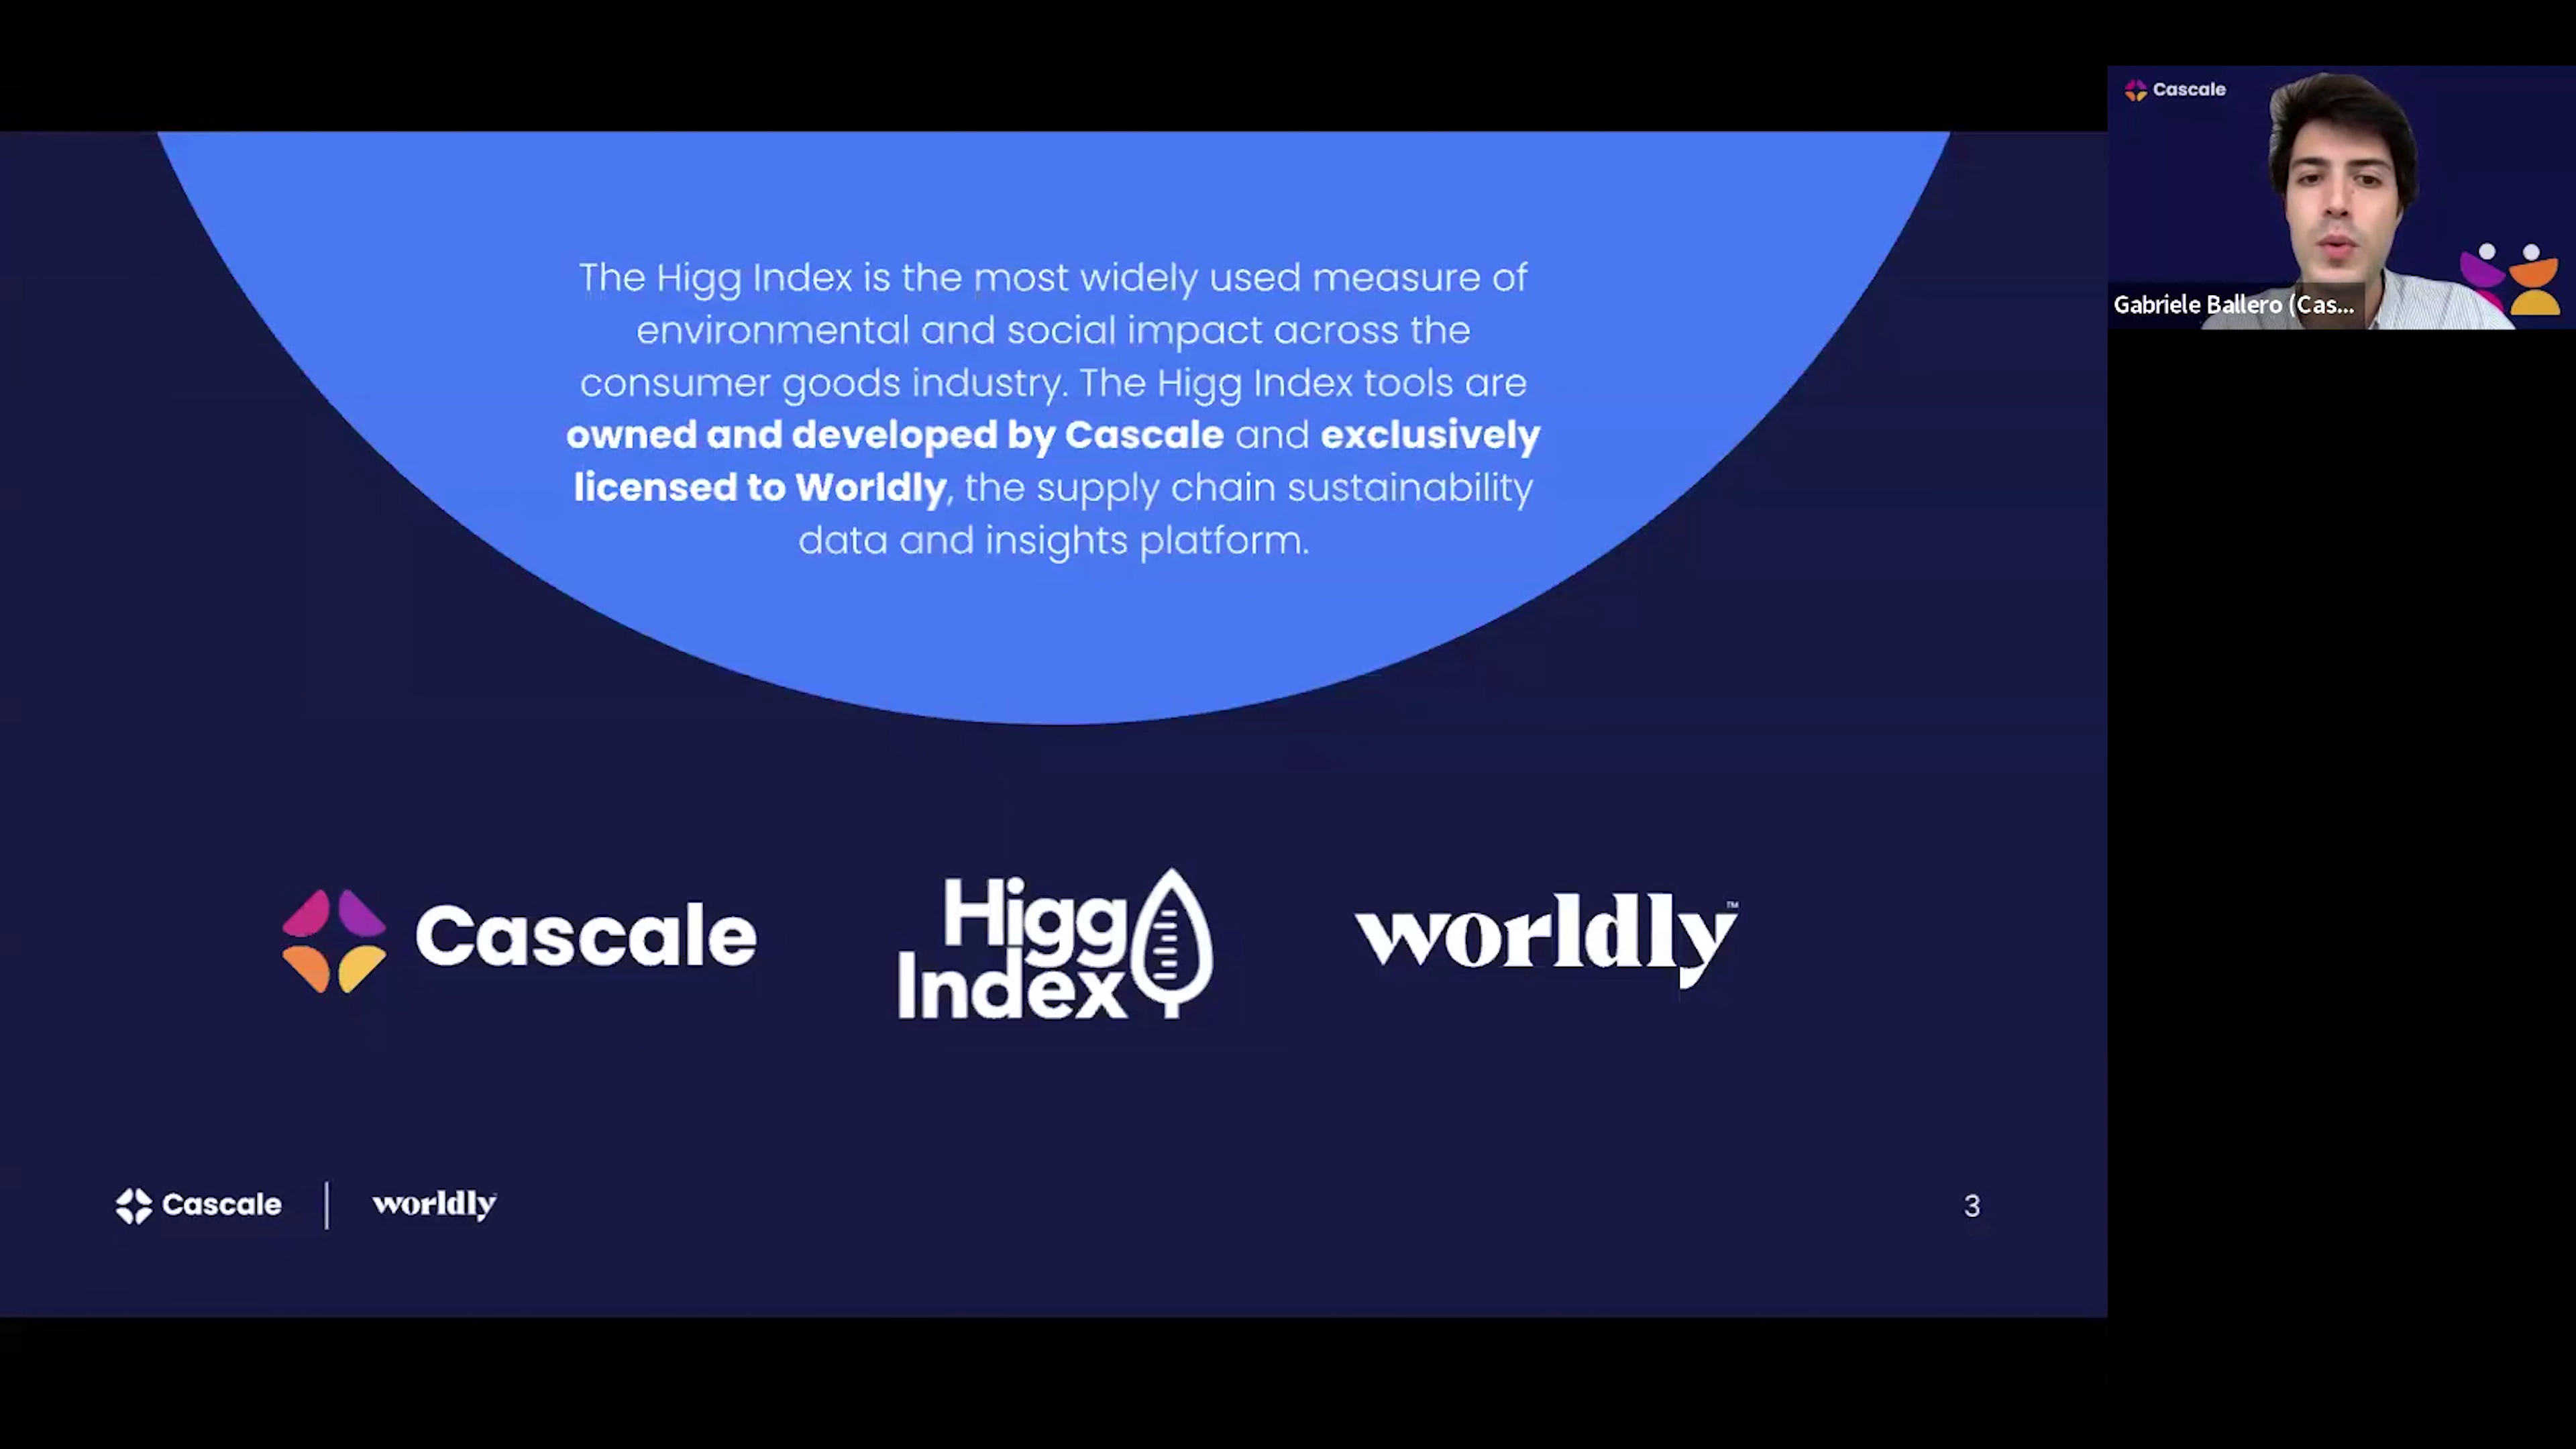 The Higg Index is the most widely used measure of
environmental and social impact across the
consumer goods industry. The Higg Index tools are
owned and developed by Cascale and exclusively
licensed to Worldly, the supply chain sustainability
data and insights platform.
Cascale
Higg
Index
worldly™
Cascale
worldly
3
Cascale
Gabriele Ballero (Cas...